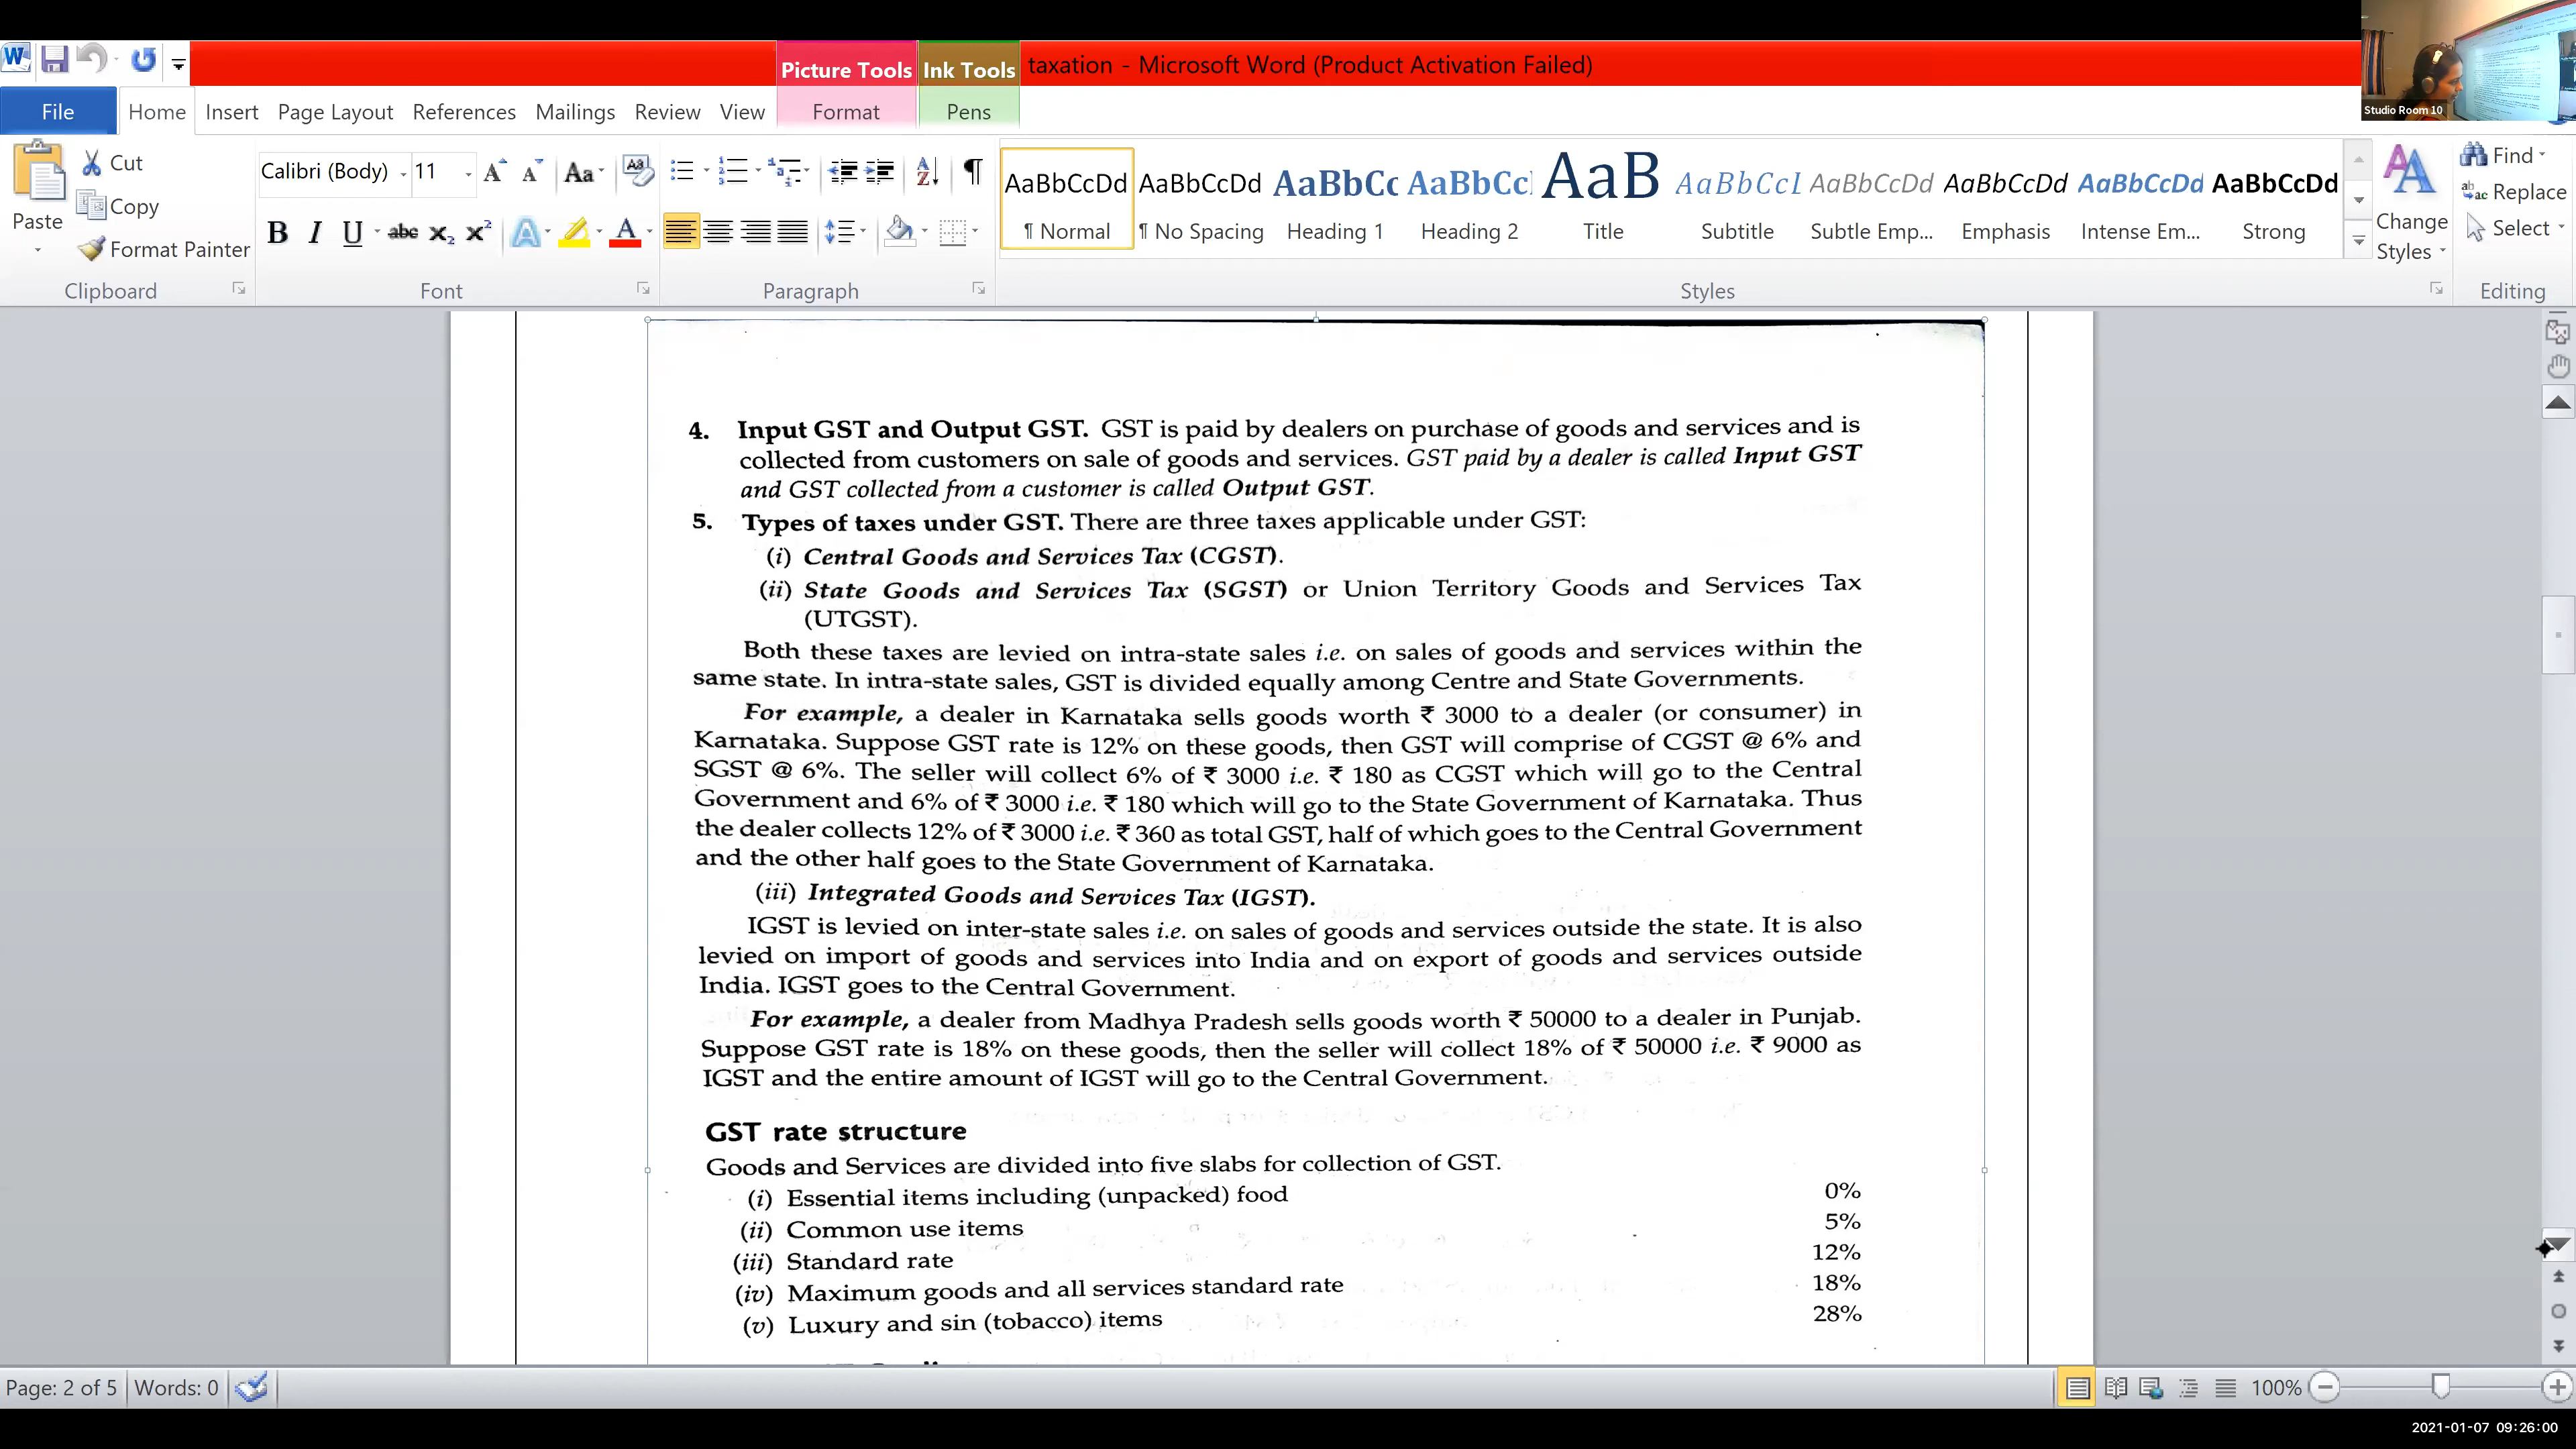 Picture Tools Ink Tools taxation - Microsoft Word (Product Activation Failed)
Studio Room 10
File Home Insert Page Layout References Mailings Review View Format Pens
Paste
Cut
Copy
Format Painter
Clipboard
Calibri (Body) 11
Font
Paragraph
AaBbCcDd AaBbCcDd AaBbCc AaBbCc AaB AaBbCcI AaBbCcDd AaBbCcDd AaBbCcDd AaBbCcDd
¶ Normal ¶ No Spacing Heading 1 Heading 2 Title Subtitle Subtle Emp... Emphasis Intense Em... Strong
Styles
Change
Styles
Find
Replace
Select
Editing
4. Input GST and Output GST. GST is paid by dealers on purchase of goods and services and is
collected from customers on sale of goods and services. GST paid by a dealer is called Input GST
and GST collected from a customer is called Output GST.
5. Types of taxes under GST. There are three taxes applicable under GST:
(i) Central Goods and Services Tax (CGST).
(ii) State Goods and Services Tax (SGST) or Union Territory Goods and Services Tax
(UTGST).
Both these taxes are levied on intra-state sales i.e. on sales of goods and services within the
same state. In intra-state sales, GST is divided equally among Centre and State Governments.
For example, a dealer in Karnataka sells goods worth ₹ 3000 to a dealer (or consumer) in
Karnataka. Suppose GST rate is 12% on these goods, then GST will comprise of CGST @ 6% and
SGST @ 6%. The seller will collect 6% of ₹ 3000 i.e. ₹ 180 as CGST which will go to the Central
Government and 6% of ₹ 3000 i.e. ₹ 180 which will go to the State Government of Karnataka. Thus
the dealer collects 12% of ₹ 3000 i.e. ₹ 360 as total GST, half of which goes to the Central Government
and the other half goes to the State Government of Karnataka.
(iii) Integrated Goods and Services Tax (IGST).
IGST is levied on inter-state sales i.e. on sales of goods and services outside the state. It is also
levied on import of goods and services into India and on export of goods and services outside
India. IGST goes to the Central Government.
For example, a dealer from Madhya Pradesh sells goods worth ₹ 50000 to a dealer in Punjab.
Suppose GST rate is 18% on these goods, then the seller will collect 18% of ₹ 50000 i.e. ₹ 9000 as
IGST and the entire amount of IGST will go to the Central Government.
GST rate structure
Goods and Services are divided into five slabs for collection of GST.
(i) Essential items including (unpacked) food 0%
(ii) Common use items 5%
(iii) Standard rate 12%
(iv) Maximum goods and all services standard rate 18%
(v) Luxury and sin (tobacco) items 28%
Page: 2 of 5 Words: 0 100%
2021-01-07 09:26:00